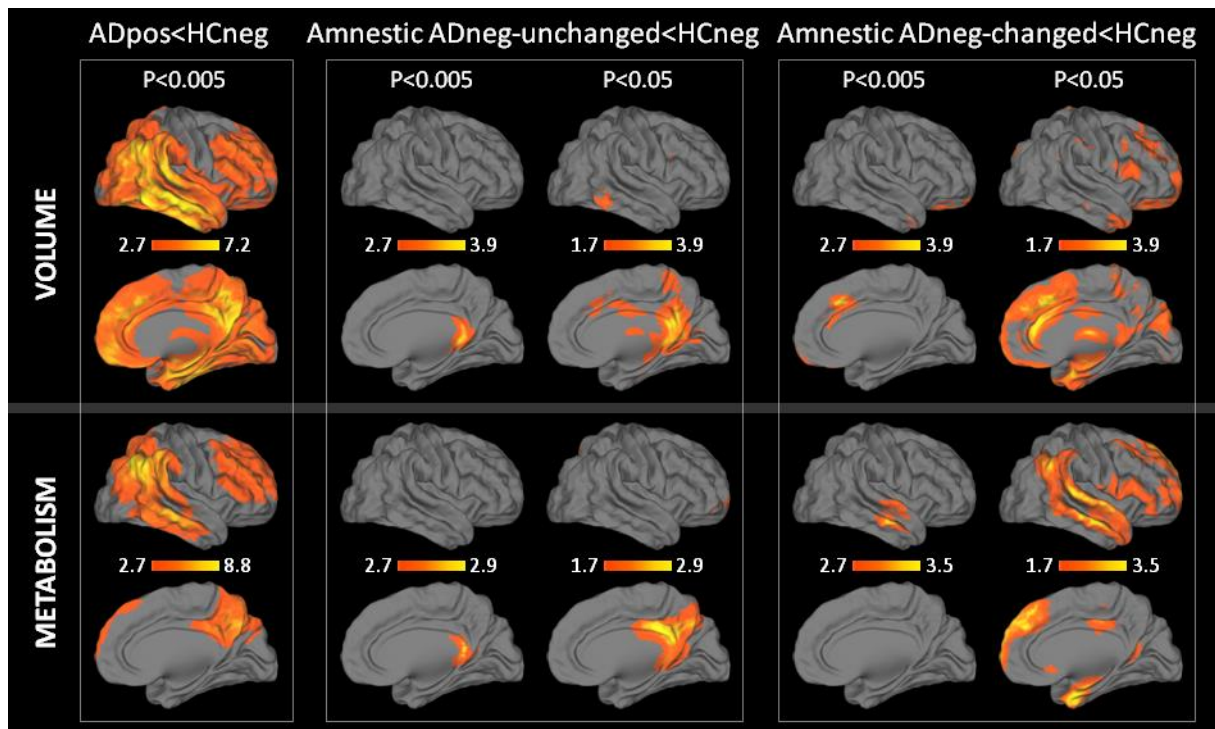 ADpos<HCneg
Amnestic ADneg-unchanged<HCneg
Amnestic ADneg-changed<HCneg
P<0.005
P<0.005
P<0.05
P<0.005
P<0.05
VOLUME
2.7 7.2
2.7 3.9
1.7 3.9
2.7 3.9
1.7 3.9
METABOLISM
2.7 8.8
2.7 2.9
1.7 2.9
2.7 3.5
1.7 3.5